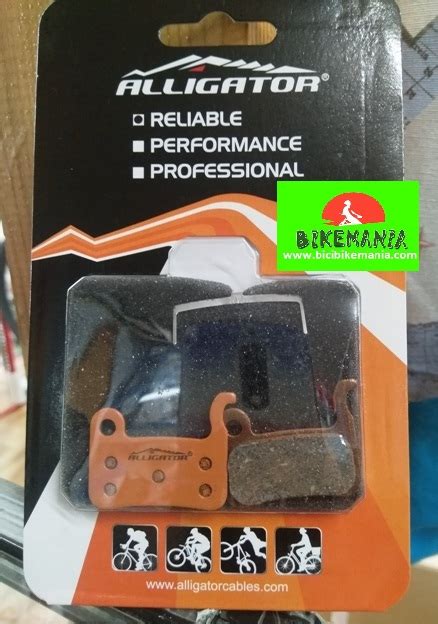 ALLIGATOR®
RELIABLE
PERFORMANCE
PROFESSIONAL
BIKEMANIA
www.bicibikemania.com
ALLIGATOR
www.alligatorcables.com